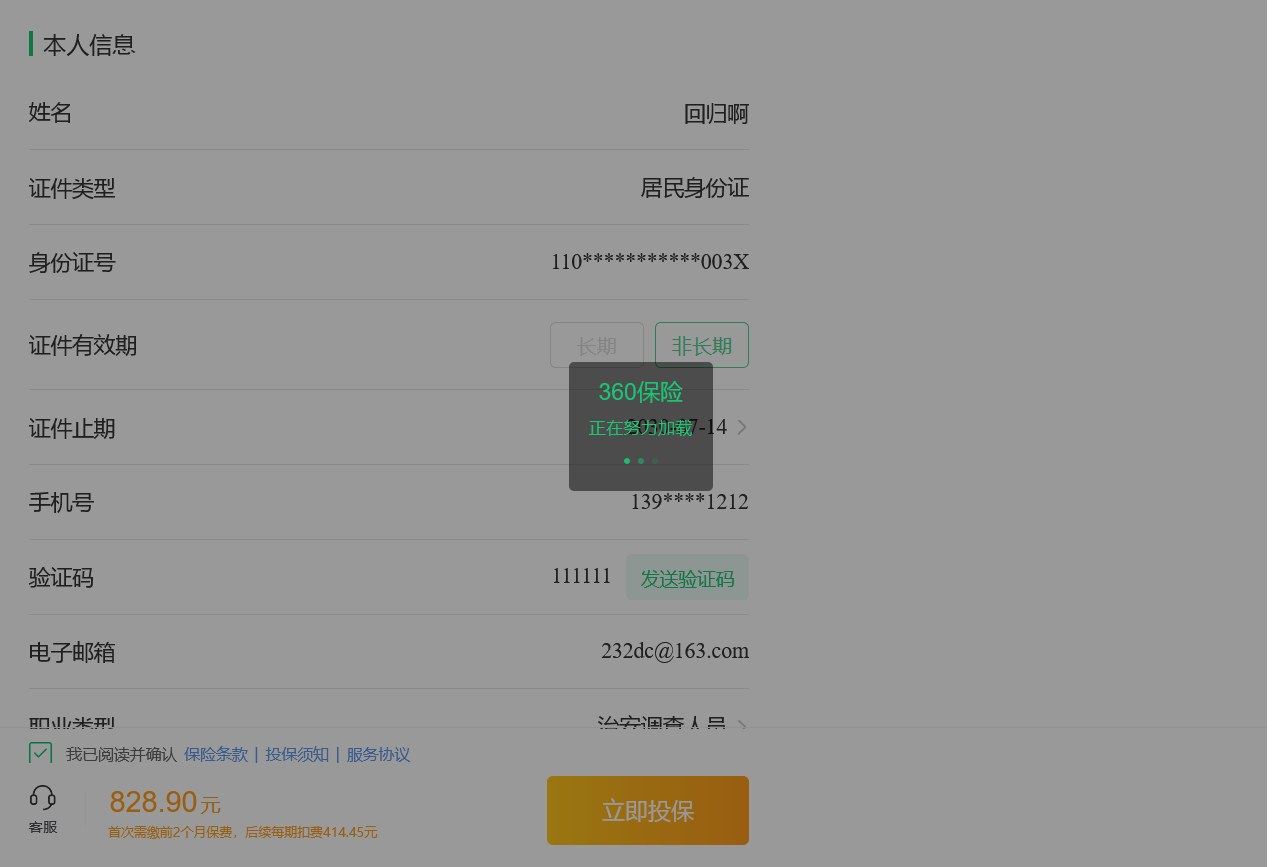 本人信息
姓名 回归啊
证件类型 居民身份证
身份证号 110***********003X
证件有效期 长期 非长期
360保险
证件止期 -14
正在努力加载
手机号 139****1212
验证码 111111 发送验证码
电子邮箱 232dc@163.com
职业类型 治安调查人员
我已阅读并确认 保险条款 | 投保须知 | 服务协议
828.90元
立即投保
客服
首次需缴前2个月保费，后续每期扣费414.45元